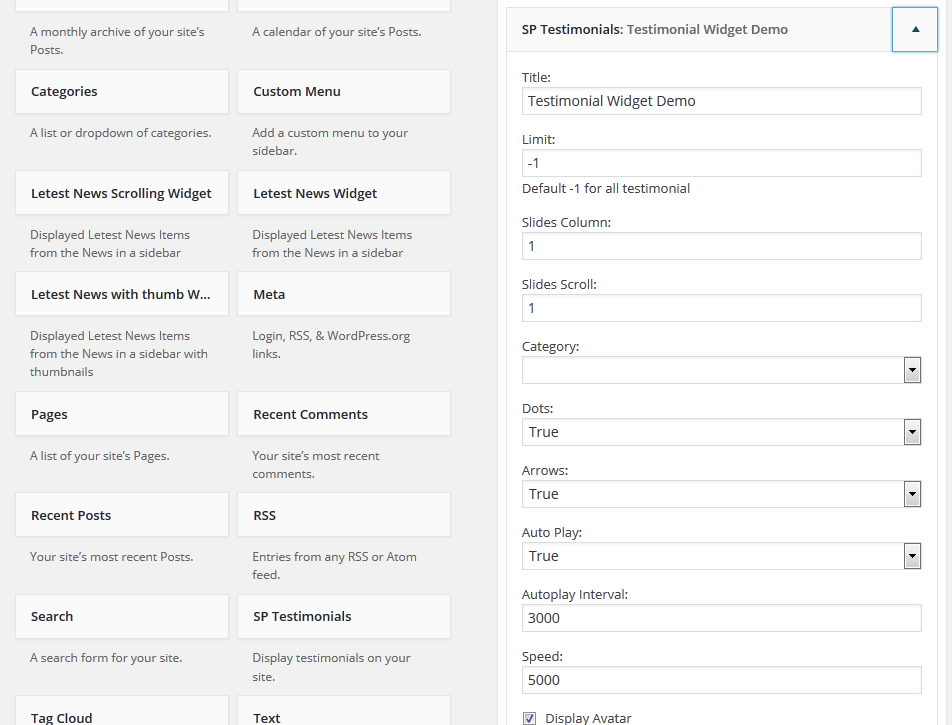 A monthly archive of your site's
Posts.
A calendar of your site's Posts.
Categories
A list or dropdown of categories.
Custom Menu
Add a custom menu to your
sidebar.
Letest News Scrolling Widget
Displayed Letest News Items
from the News in a sidebar
Letest News Widget
Displayed Letest News Items
from the News in a sidebar
Letest News with thumb W...
Displayed Letest News Items
from the News in a sidebar with
thumbnails
Meta
Login, RSS, & WordPress.org
links.
Pages
A list of your site's Pages.
Recent Comments
Your site's most recent
comments.
Recent Posts
Your site's most recent Posts.
RSS
Entries from any RSS or Atom
feed.
Search
A search form for your site.
SP Testimonials
Display testimonials on your
site.
Tag Cloud
Text
SP Testimonials: Testimonial Widget Demo
Title:
Testimonial Widget Demo
Limit:
-1
Default -1 for all testimonial
Slides Column:
1
Slides Scroll:
1
Category:
Dots:
True
Arrows:
True
Auto Play:
True
Autoplay Interval:
3000
Speed:
5000
Display Avatar